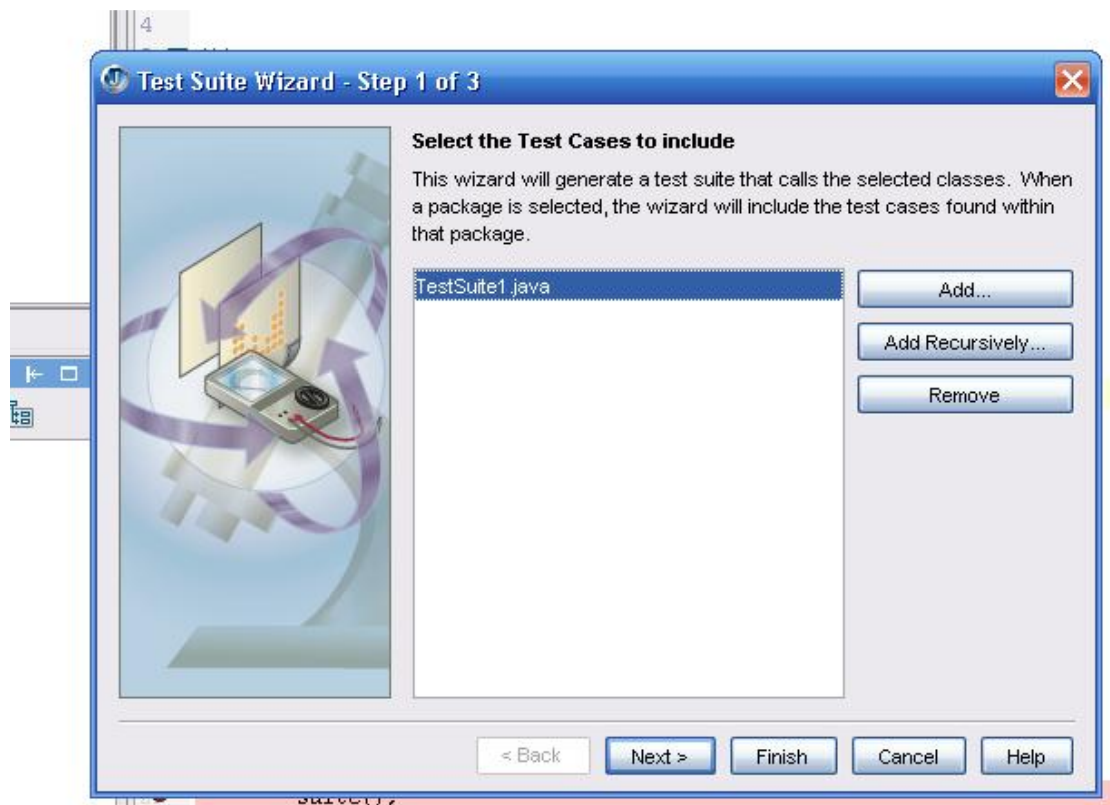 4
Test Suite Wizard - Step 1 of 3
Select the Test Cases to include
This wizard will generate a test suite that calls the selected classes. When
a package is selected, the wizard will include the test cases found within
that package.
TestSuite1.java
Add...
Add Recursively...
Remove
< Back
Next >
Finish
Cancel
Help